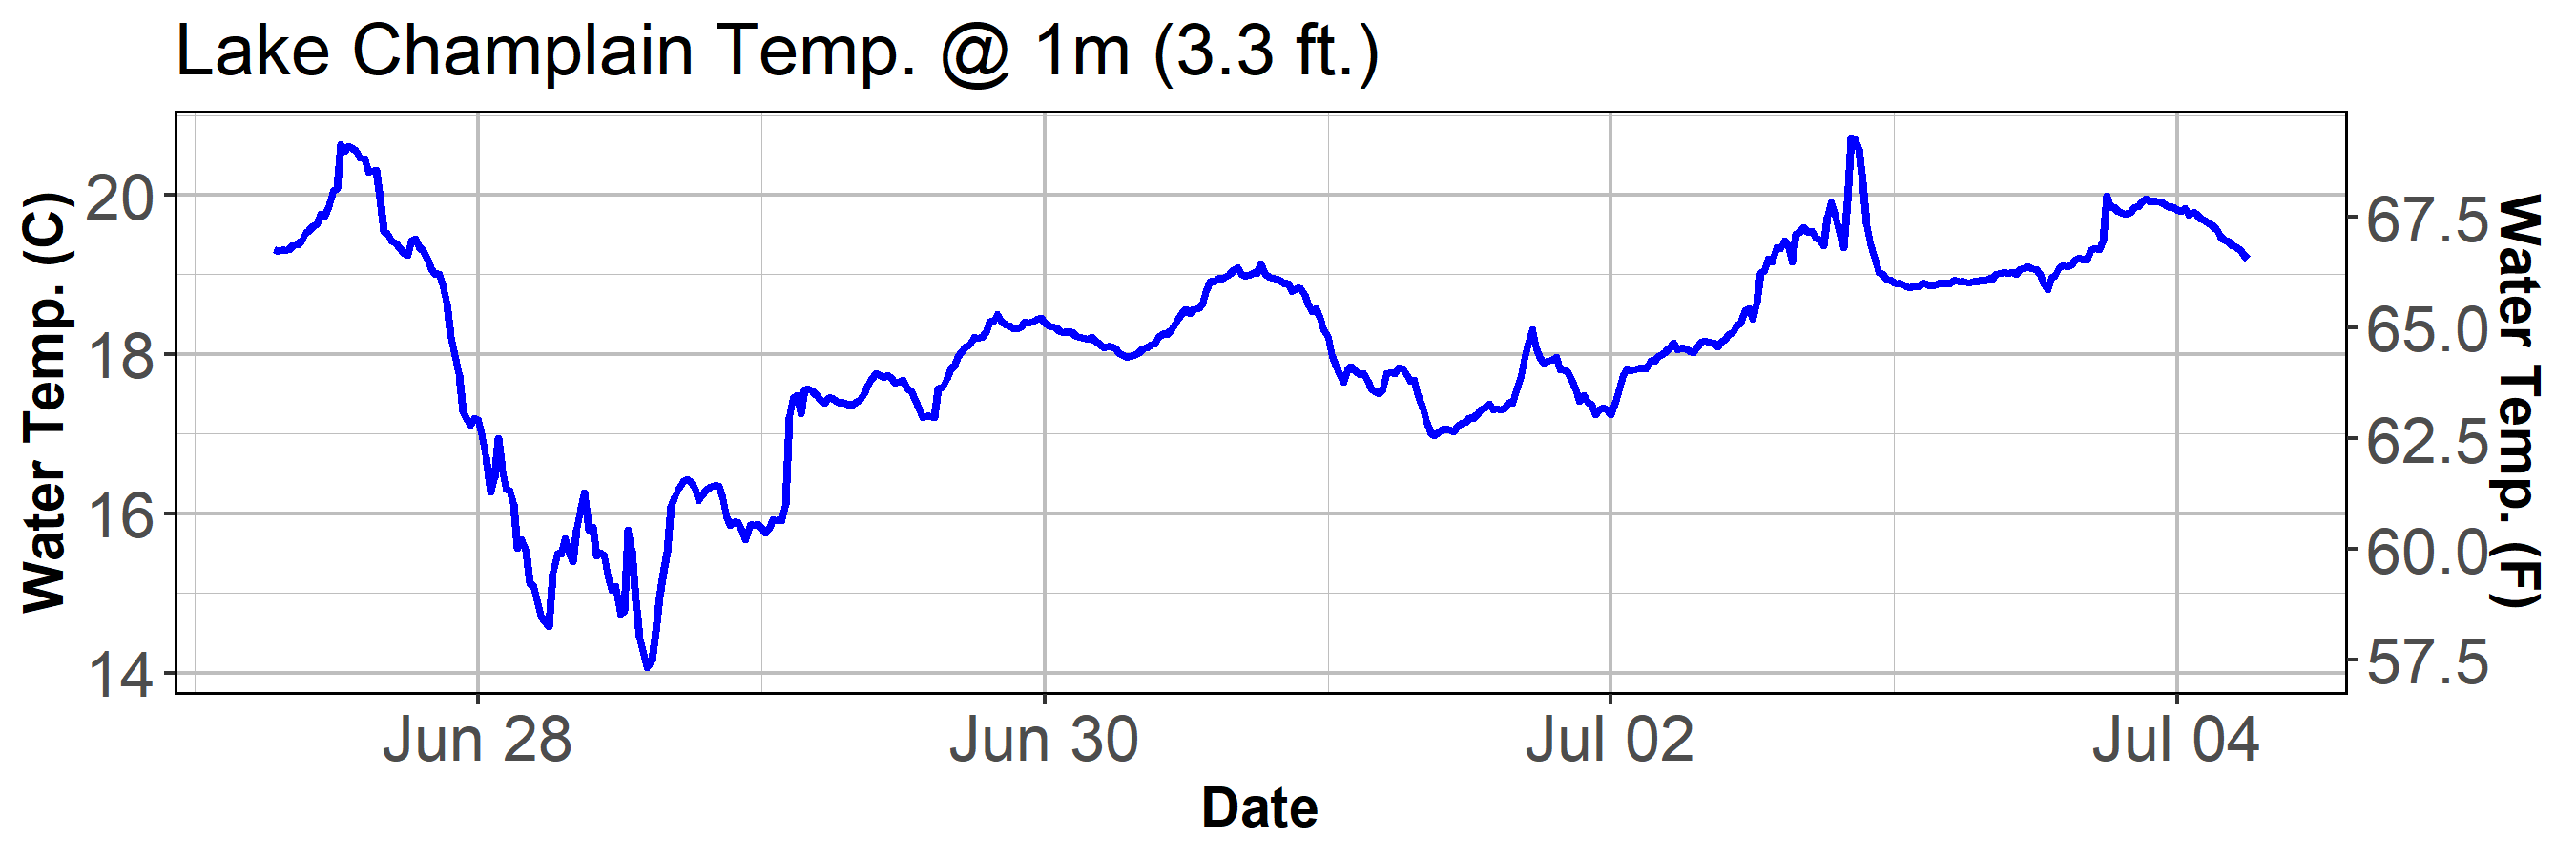 Lake Champlain Temp. @ 1m (3.3 ft.)
Water Temp. (C)
20
18
16
14
67.5
65.0
62.5
60.0
57.5
Water Temp. (F)
Jun 28 Jun 30 Jul 02 Jul 04
Date